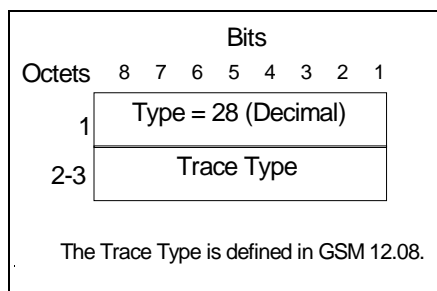 Bits
Octets 8 7 6 5 4 3 2 1
1 Type = 28 (Decimal)
2-3 Trace Type
The Trace Type is defined in GSM 12.08.
.